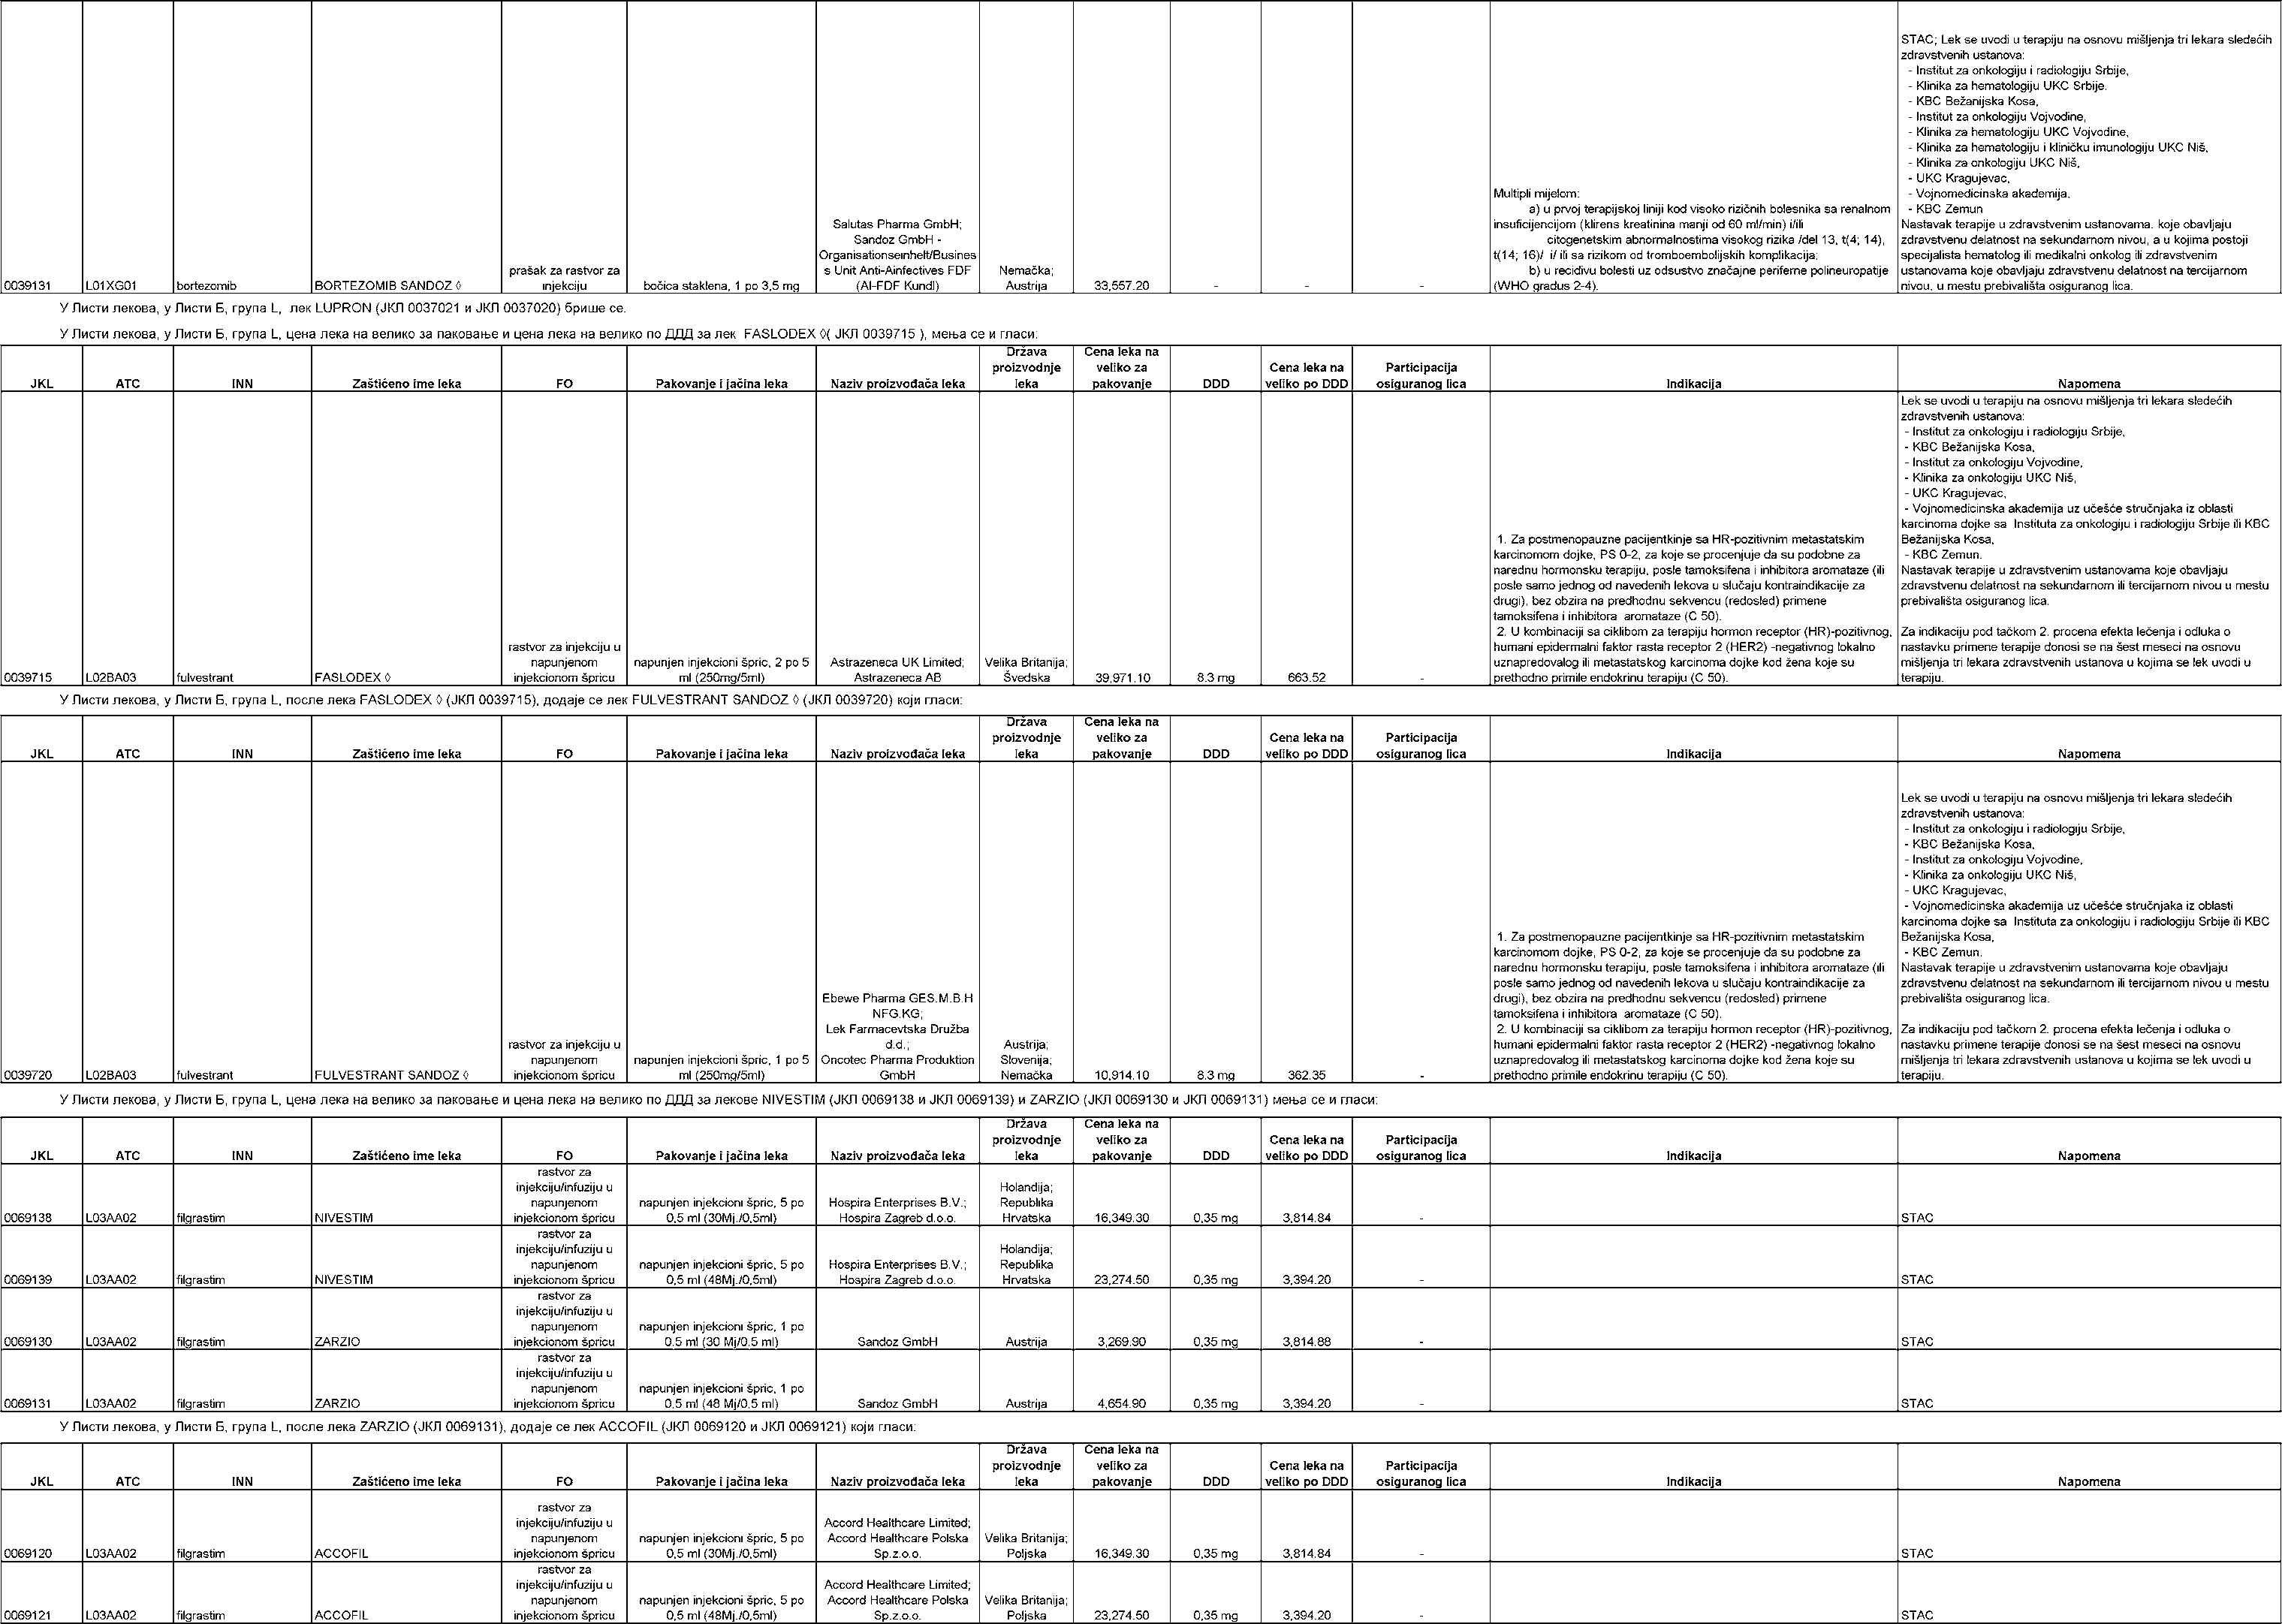 STAC; Lek se uvodi u terapiju na osnovu mišljenja tri lekara sledećih
zdravstvenih ustanova:
- Institut za onkologiju i radiologiju Srbije,
- Klinika za hematologiju UKC Srbije.
- KBC Bežanijska Kosa,
- Institut za onkologiju Vojvodine,
- Klinika za hematologiju UKC Vojvodine,
- Klinika za hematologiju i kliničku imunologiju UKC Niš,
- Klinika za onkologiju UKC Niš,
- UKC Kragujevac,
- Vojnomedicinska akademija,
- KBC Zemun
Nastavak terapije u zdravstvenim ustanovama. koje obavljaju
zdravstvenu delatnost na sekundarnom nivou, a u kojima postoji
specijalista hematolog ili medikalni onkolog ili zdravstvenim
ustanovama koje obavljaju zdravstvenu delatnost na tercijarnom
nivou, u mestu prebivališta osiguranog lica.
Multipli mijelom:
a) u prvoj terapijskoj liniji kod visoko rizičnih bolesnika sa renalnom
insuficijencijom (klirens kreatinina manji od 60 ml/min) i/ili
citogenetskim abnormalnostima visokog rizika /del 13, t(4; 14),
t(14; 16)/ i/ ili sa rizikom od tromboembolijskih komplikacija;
b) u recidivu bolesti uz odsustvo značajne periferne polineuropatije
(WHO gradus 2-4).
Salutas Pharma GmbH;
Sandoz GmbH -
Organisationseinheit/Busines
s Unit Anti-Ainfectives FDF
(AI-FDF Kundl)
0039131 L01XG01 bortezomib BORTEZOMIB SANDOZ ◊
prašak za rastvor za
injekciju
bočica staklena, 1 po 3,5 mg
Nemačka;
Austrija
33,557.20 - - -
У Листи лекова, у Листи Б, група L, лек LUPRON (ЈКЛ 0037021 и ЈКЛ 0037020) брише се.
У Листи лекова, у Листи Б, група L, цена лека на велико за паковање и цена лека на велико по ДДД за лек FASLODEX ◊( ЈКЛ 0039715 ), мења се и гласи:
JKL ATC INN Zaštićeno ime leka FO Pakovanje i jačina leka Naziv proizvođača leka
Država
proizvodnje
leka
Cena leka na
veliko za
pakovanje
DDD
Cena leka na
veliko po DDD
Participacija
osiguranog lica
Indikacija Napomena
0039715 L02BA03 fulvestrant FASLODEX ◊
rastvor za injekciju u
napunjenom
injekcionom špricu
napunjen injekcioni špric, 2 po 5
ml (250mg/5ml)
Astrazeneca UK Limited;
Astrazeneca AB
Velika Britanija;
Švedska
39,971.10 8.3 mg 663.52 -
1. Za postmenopauzne pacijentkinje sa HR-pozitivnim metastatskim
karcinomom dojke, PS 0-2, za koje se procenjuje da su podobne za
narednu hormonsku terapiju, posle tamoksifena i inhibitora aromataze (ili
posle samo jednog od navedenih lekova u slučaju kontraindikacije za
drugi), bez obzira na predhodnu sekvencu (redosled) primene
tamoksifena i inhibitora aromataze (C 50).
2. U kombinaciji sa ciklibom za terapiju hormon receptor (HR)-pozitivnog,
humani epidermalni faktor rasta receptor 2 (HER2) -negativnog lokalno
uznapredovalog ili metastatskog karcinoma dojke kod žena koje su
prethodno primile endokrinu terapiju (C 50).
Lek se uvodi u terapiju na osnovu mišljenja tri lekara sledećih
zdravstvenih ustanova:
- Institut za onkologiju i radiologiju Srbije,
- KBC Bežanijska Kosa,
- Institut za onkologiju Vojvodine,
- Klinika za onkologiju UKC Niš,
- UKC Kragujevac,
- Vojnomedicinska akademija uz učešće stručnjaka iz oblasti
karcinoma dojke sa Instituta za onkologiju i radiologiju Srbije ili KBC
Bežanijska Kosa,
- KBC Zemun.
Nastavak terapije u zdravstvenim ustanovama koje obavljaju
zdravstvenu delatnost na sekundarnom ili tercijarnom nivou u mestu
prebivališta osiguranog lica.
Za indikaciju pod tačkom 2. procena efekta lečenja i odluka o
nastavku primene terapije donosi se na šest meseci na osnovu
mišljenja tri lekara zdravstvenih ustanova u kojima se lek uvodi u
terapiju.
У Листи лекова, у Листи Б, група L, после лека FASLODEX ◊ (ЈКЛ 0039715), додаје се лек FULVESTRANT SANDOZ ◊ (ЈКЛ 0039720) који гласи:
JKL ATC INN Zaštićeno ime leka FO Pakovanje i jačina leka Naziv proizvođača leka
Država
proizvodnje
leka
Cena leka na
veliko za
pakovanje
DDD
Cena leka na
veliko po DDD
Participacija
osiguranog lica
Indikacija Napomena
0039720 L02BA03 fulvestrant FULVESTRANT SANDOZ ◊
rastvor za injekciju u
napunjenom
injekcionom špricu
napunjen injekcioni špric, 1 po 5
ml (250mg/5ml)
Ebewe Pharma GES.M.B.H
NFG.KG;
Lek Farmacevtska Družba
d.d.;
Oncotec Pharma Produktion
GmbH
Austrija;
Slovenija;
Nemačka
10,914.10 8.3 mg 362.35 -
1. Za postmenopauzne pacijentkinje sa HR-pozitivnim metastatskim
karcinomom dojke, PS 0-2, za koje se procenjuje da su podobne za
narednu hormonsku terapiju, posle tamoksifena i inhibitora aromataze (ili
posle samo jednog od navedenih lekova u slučaju kontraindikacije za
drugi), bez obzira na predhodnu sekvencu (redosled) primene
tamoksifena i inhibitora aromataze (C 50).
2. U kombinaciji sa ciklibom za terapiju hormon receptor (HR)-pozitivnog,
humani epidermalni faktor rasta receptor 2 (HER2) -negativnog lokalno
uznapredovalog ili metastatskog karcinoma dojke kod žena koje su
prethodno primile endokrinu terapiju (C 50).
Lek se uvodi u terapiju na osnovu mišljenja tri lekara sledećih
zdravstvenih ustanova:
- Institut za onkologiju i radiologiju Srbije,
- KBC Bežanijska Kosa,
- Institut za onkologiju Vojvodine,
- Klinika za onkologiju UKC Niš,
- UKC Kragujevac,
- Vojnomedicinska akademija uz učešće stručnjaka iz oblasti
karcinoma dojke sa Instituta za onkologiju i radiologiju Srbije ili KBC
Bežanijska Kosa,
- KBC Zemun.
Nastavak terapije u zdravstvenim ustanovama koje obavljaju
zdravstvenu delatnost na sekundarnom ili tercijarnom nivou u mestu
prebivališta osiguranog lica.
Za indikaciju pod tačkom 2. procena efekta lečenja i odluka o
nastavku primene terapije donosi se na šest meseci na osnovu
mišljenja tri lekara zdravstvenih ustanova u kojima se lek uvodi u
terapiju.
У Листи лекова, у Листи Б, група L, цена лека на велико за паковање и цена лека на велико по ДДД за лекове NIVESTIM (ЈКЛ 0069138 и ЈКЛ 0069139) и ZARZIO (ЈКЛ 0069130 и ЈКЛ 0069131) мења се и гласи:
JKL ATC INN Zaštićeno ime leka FO Pakovanje i jačina leka Naziv proizvođača leka
Država
proizvodnje
leka
Cena leka na
veliko za
pakovanje
DDD
Cena leka na
veliko po DDD
Participacija
osiguranog lica
Indikacija Napomena
0069138 L03AA02 filgrastim NIVESTIM
rastvor za
injekciju/infuziju u
napunjenom
injekcionom špricu
napunjen injekcioni špric, 5 po
0,5 ml (30Mj./0,5ml)
Hospira Enterprises B.V.;
Hospira Zagreb d.o.o.
Holandija;
Republika
Hrvatska
16,349.30 0,35 mg 3,814.84 - STAC
0069139 L03AA02 filgrastim NIVESTIM
rastvor za
injekciju/infuziju u
napunjenom
injekcionom špricu
napunjen injekcioni špric, 5 po
0,5 ml (48Mj./0,5ml)
Hospira Enterprises B.V.;
Hospira Zagreb d.o.o.
Holandija;
Republika
Hrvatska
23,274.50 0,35 mg 3,394.20 - STAC
0069130 L03AA02 filgrastim ZARZIO
rastvor za
injekciju/infuziju u
napunjenom
injekcionom špricu
napunjen injekcioni špric, 1 po
0,5 ml (30 Mj/0,5 ml)
Sandoz GmbH Austrija 3,269.90 0,35 mg 3,814.88 - STAC
0069131 L03AA02 filgrastim ZARZIO
rastvor za
injekciju/infuziju u
napunjenom
injekcionom špricu
napunjen injekcioni špric, 1 po
0,5 ml (48 Mj/0,5 ml)
Sandoz GmbH Austrija 4,654.90 0,35 mg 3,394.20 - STAC
У Листи лекова, у Листи Б, група L, после лека ZARZIO (ЈКЛ 0069131), додаје се лек ACCOFIL (ЈКЛ 0069120 и ЈКЛ 0069121) који гласи:
JKL ATC INN Zaštićeno ime leka FO Pakovanje i jačina leka Naziv proizvođača leka
Država
proizvodnje
leka
Cena leka na
veliko za
pakovanje
DDD
Cena leka na
veliko po DDD
Participacija
osiguranog lica
Indikacija Napomena
0069120 L03AA02 filgrastim ACCOFIL
rastvor za
injekciju/infuziju u
napunjenom
injekcionom špricu
napunjen injekcioni špric, 5 po
0,5 ml (30Mj./0,5ml)
Accord Healthcare Limited;
Accord Healthcare Polska
Sp.z.o.o.
Velika Britanija;
Poljska
16,349.30 0,35 mg 3,814.84 - STAC
0069121 L03AA02 filgrastim ACCOFIL
rastvor za
injekciju/infuziju u
napunjenom
injekcionom špricu
napunjen injekcioni špric, 5 po
0,5 ml (48Mj./0,5ml)
Accord Healthcare Limited;
Accord Healthcare Polska
Sp.z.o.o.
Velika Britanija;
Poljska
23,274.50 0,35 mg 3,394.20 - STAC